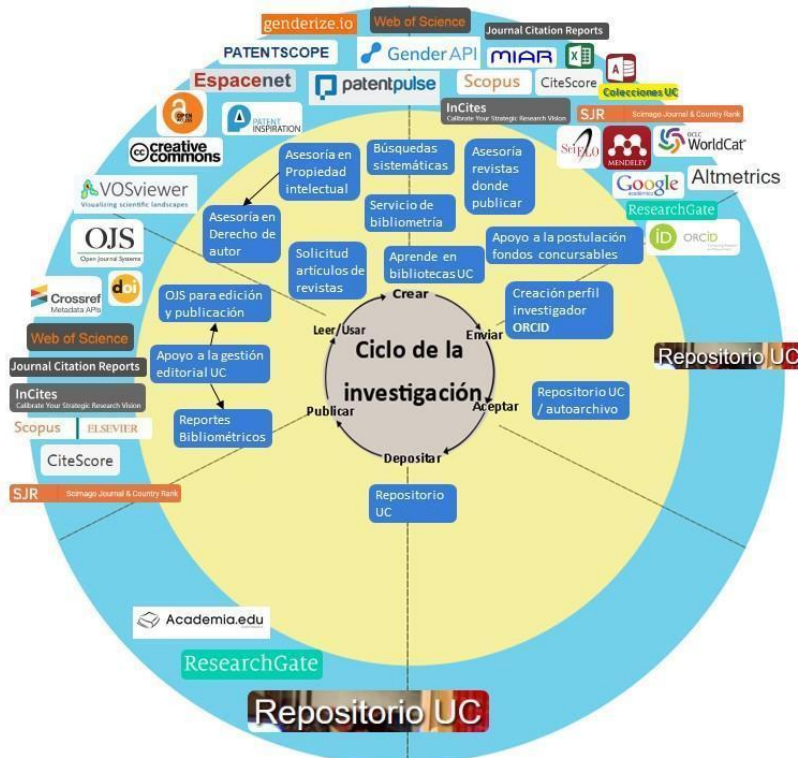 genderize.io
Web of Science
Journal Citation Reports
PATENTSCOPE
GenderAPI
MIAR
Espacenet
patentpulse
Scopus
CiteScore
Colecciones UC
PATENT
INSPIRATION
InCites
Calibrate Your Strategic Research Vision
SJR
Scimago Journal & Country Rank
creative
commons
SciELO
MENDELEY
OCLC
WorldCat
VOSviewer
Visualizing scientific landscapes
Google
académico
Altmetrics
ResearchGate
iD
ORCID
OJS
Open Journal Systems
Crossref
Metadata APIs
doi
Web of Science
Journal Citation Reports
InCites
Calibrate Your Strategic Research Vision
Scopus
ELSEVIER
CiteScore
SJR
Scimago Journal & Country Rank
Asesoría en
Propiedad
intelectual
Búsquedas
sistemáticas
Asesoría
revistas
donde
publicar
Asesoría en
Derecho de
autor
Servicio de
bibliometría
Solicitud
artículos de
revistas
Aprende en
bibliotecas UC
Apoyo a la postulación
fondos concursables
OJS para edición
y publicación
Creación perfil
investigador
ORCID
Apoyo a la gestión
editorial UC
Reportes
Bibliométricos
Repositorio UC
/ autoarchivo
Repositorio
UC
Crear
Enviar
Aceptar
Depositar
Publicar
Leer/Usar
Ciclo de la
investigación
Repositorio UC
Academia.edu
ResearchGate
Repositorio UC